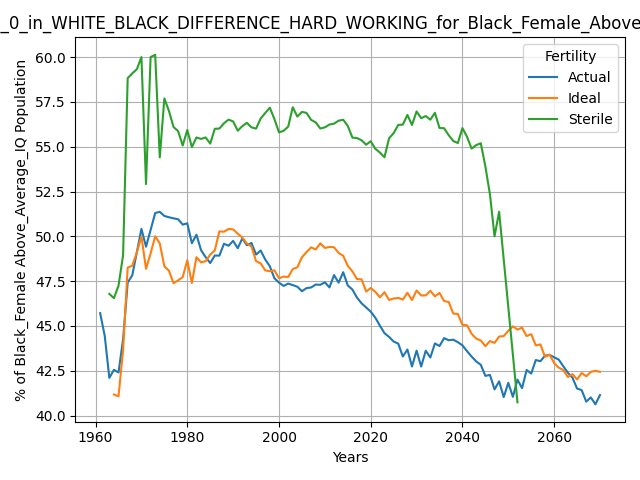 _0_in_WHITE_BLACK_DIFFERENCE_HARD_WORKING_for_Black_Female_Above
% of Black_Female Above_Average_IQ Population
60.0
57.5
55.0
52.5
50.0
47.5
45.0
42.5
40.0
Fertility
Actual
Ideal
Sterile
1960
1980
2000
2020
2040
2060
Years